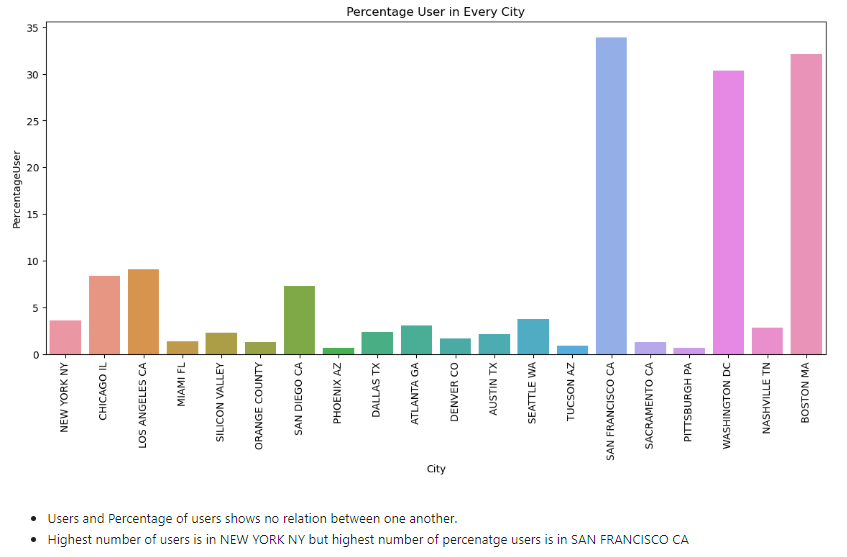 Percentage User in Every City
35
30
25
20
15
10
5
0
PercentageUser
NEW YORK NY
CHICAGO IL
LOS ANGELES CA
MIAMI FL
SILICON VALLEY
ORANGE COUNTY
SAN DIEGO CA
PHOENIX AZ
DALLAS TX
ATLANTA GA
DENVER CO
AUSTIN TX
SEATTLE WA
TUCSON AZ
SAN FRANCISCO CA
SACRAMENTO CA
PITTSBURGH PA
WASHINGTON DC
NASHVILLE TN
BOSTON MA
City
• Users and Percentage of users shows no relation between one another.
• Highest number of users is in NEW YORK NY but highest number of percenatge users is in SAN FRANCISCO CA